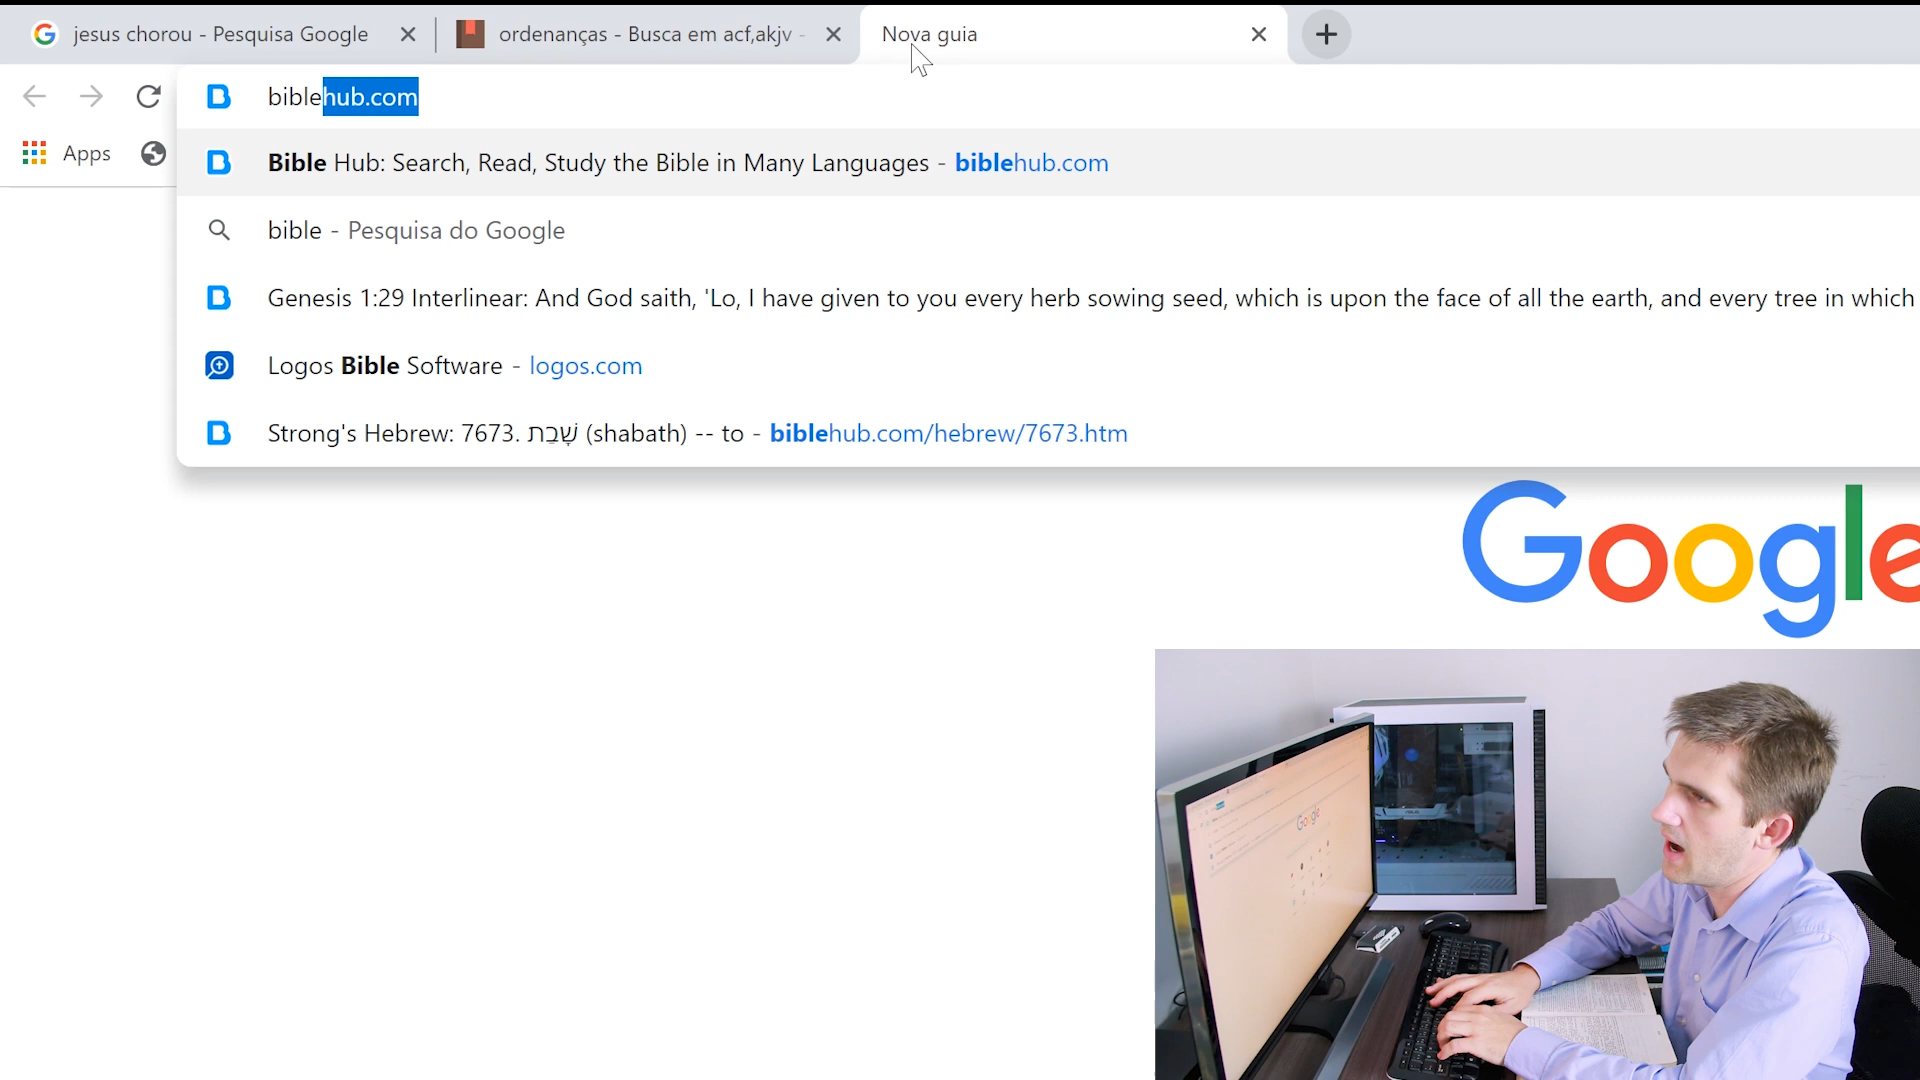 jesus chorou - Pesquisa Google
ordenanças - Busca em acf,akjv -
Nova guia
biblehub.com
Apps
Bible Hub: Search, Read, Study the Bible in Many Languages - biblehub.com
bible - Pesquisa do Google
Genesis 1:29 Interlinear: And God saith, 'Lo, I have given to you every herb sowing seed, which is upon the face of all the earth, and every tree in which
Logos Bible Software - logos.com
Strong's Hebrew: 7673. שָׁבַת (shabath) -- to - biblehub.com/hebrew/7673.htm
Google
Google